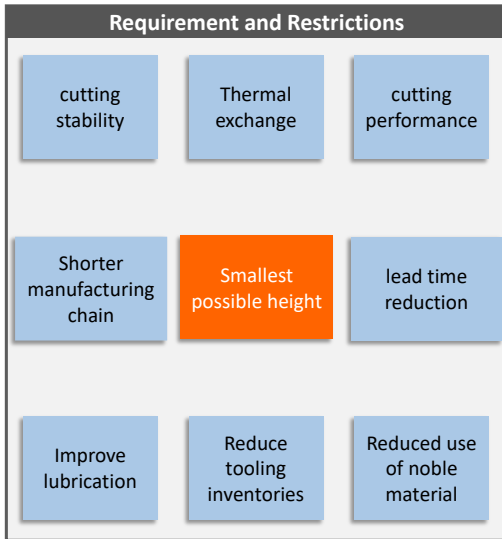 Requirement and Restrictions
cutting
stability
Thermal
exchange
cutting
performance
Shorter
manufacturing
chain
Smallest
possible height
lead time
reduction
Improve
lubrication
Reduce
tooling
inventories
Reduced use
of noble
material